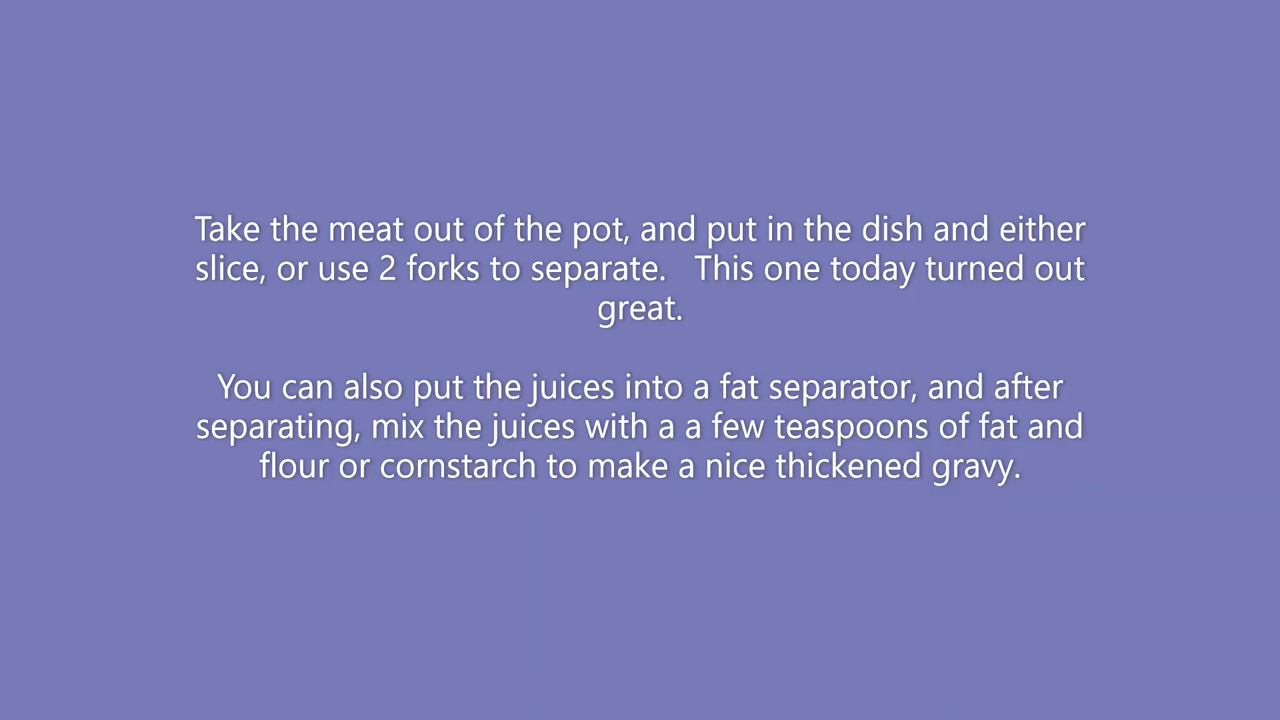 Take the meat out of the pot, and put in the dish and either
slice, or use 2 forks to separate.   This one today turned out
great.
You can also put the juices into a fat separator, and after
separating, mix the juices with a a few teaspoons of fat and
flour or cornstarch to make a nice thickened gravy.